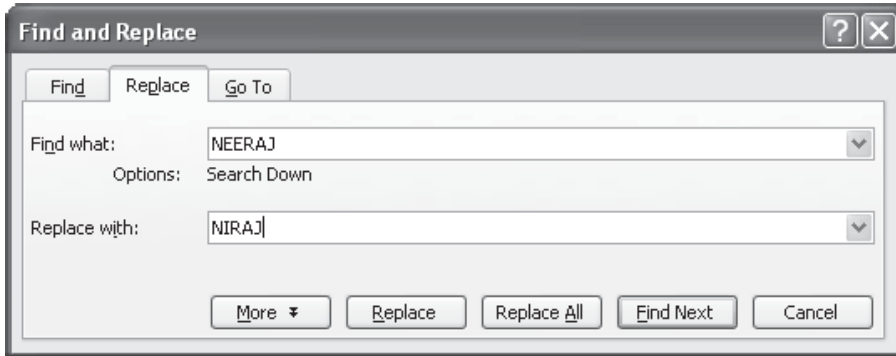 Find and Replace
Find Replace Go To
Find what: NEERAJ
Options: Search Down
Replace with: NIRAJ
More Replace Replace All Find Next Cancel